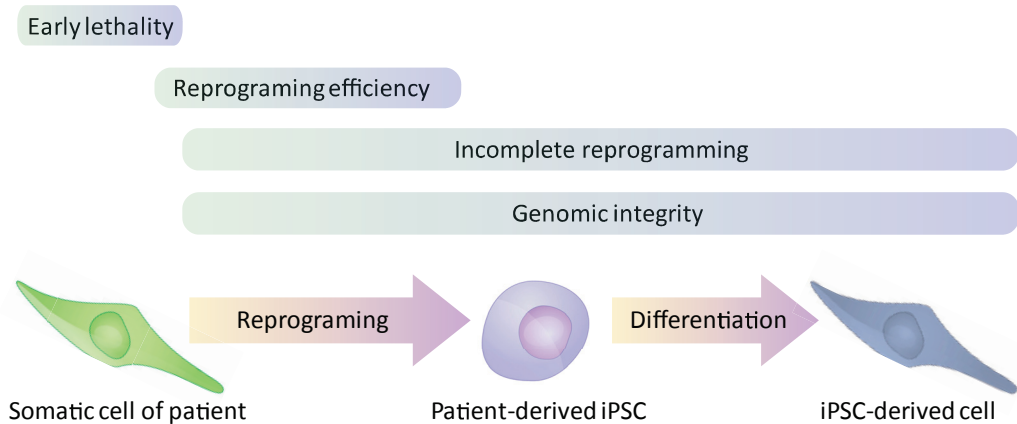 Early lethality
Reprograming efficiency
Incomplete reprogramming
Genomic integrity
Reprograming
Differentiation
Somatic cell of patient
Patient-derived iPSC
iPSC-derived cell